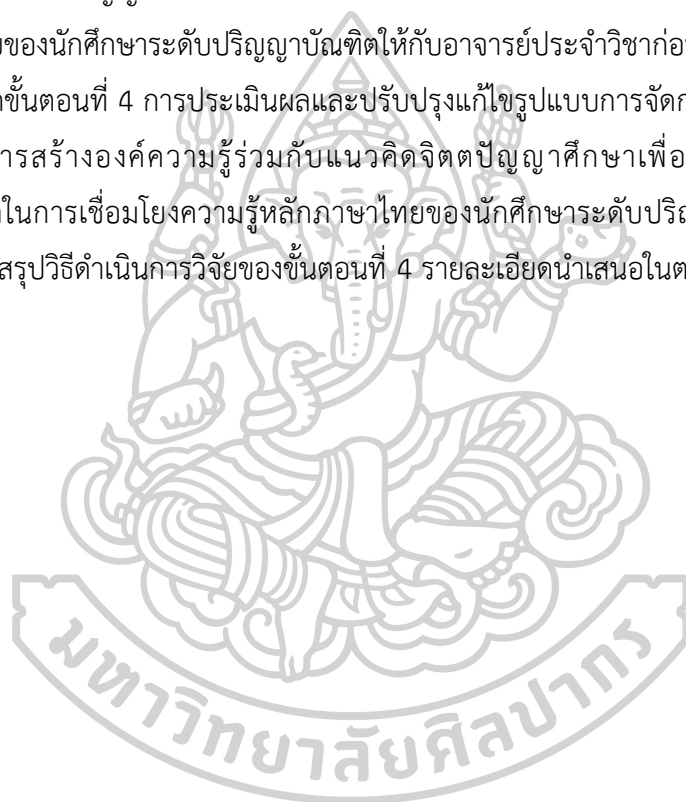 ของนักศึกษาระดับปริญญาบัณฑิตให้กับอาจารย์ประจำวิชาก่อ
ขั้นตอนที่ 4 การประเมินผลและปรับปรุงแก้ไขรูปแบบการจัดก
ารสร้างองค์ความรู้ร่วมกับแนวคิดจิตตปัญญาศึกษาเพื่อ
ในการเชื่อมโยงความรู้หลักภาษาไทยของนักศึกษาระดับปริญ
สรุปวิธีดำเนินการวิจัยของขั้นตอนที่ 4 รายละเอียดนำเสนอในต
มหาวิทยาลัยศิลปากร